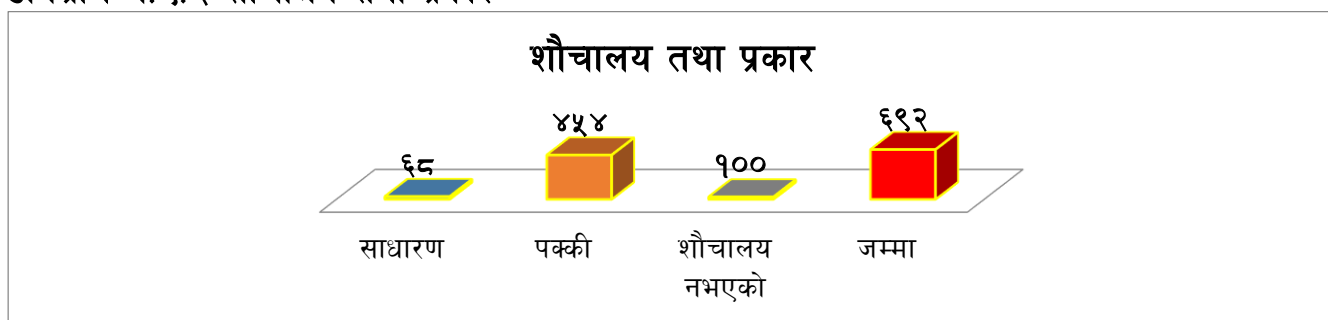 शौचालय तथा प्रकार
६८
४५४
१००
६९२
साधारण
पक्की
शौचालय
नभएको
जम्मा